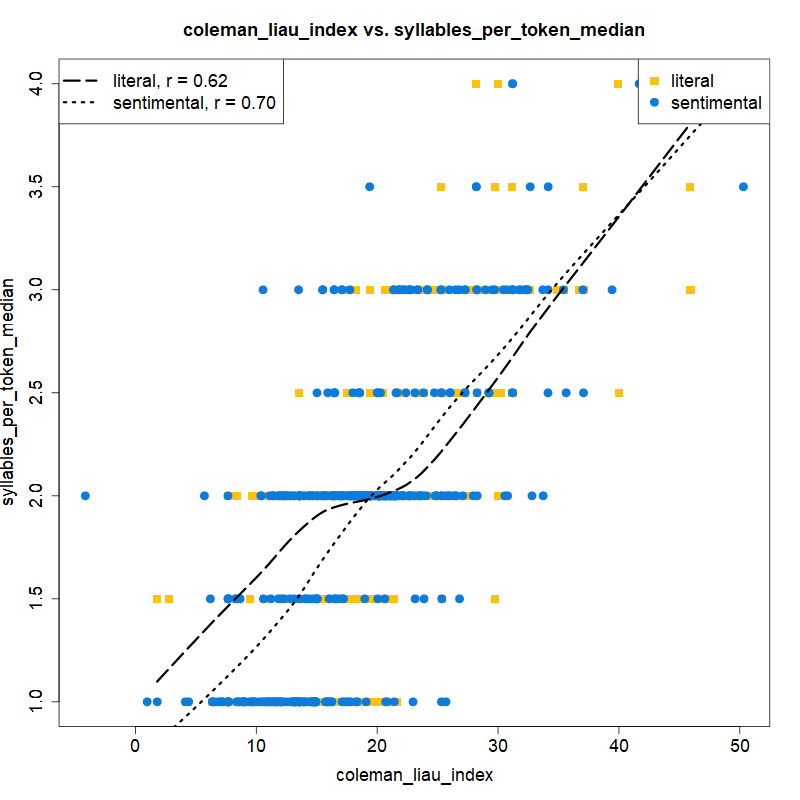 coleman_liau_index vs. syllables_per_token_median
literal, r = 0.62
sentimental, r = 0.70
literal
sentimental
syllables_per_token_median
4.0
3.5
3.0
2.5
2.0
1.5
1.0
0 10 20 30 40 50
coleman_liau_index